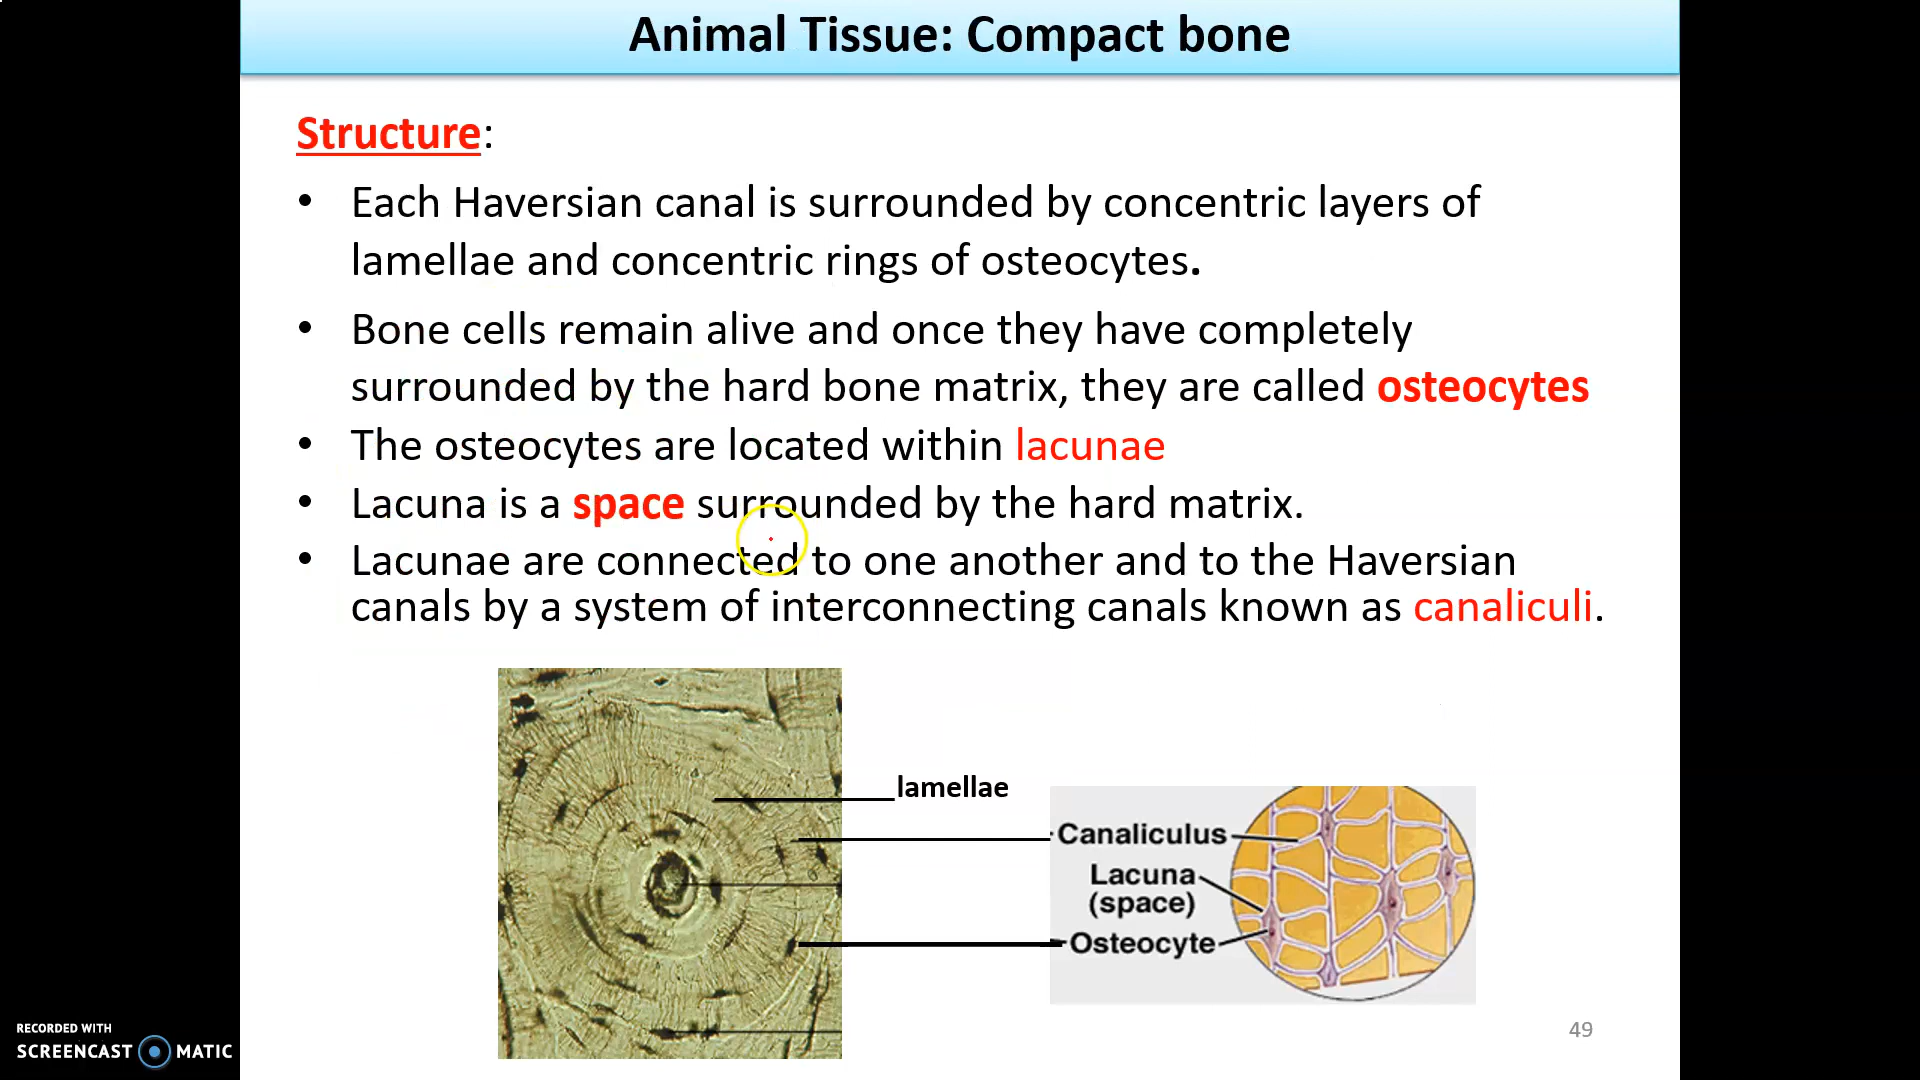 Animal Tissue: Compact bone
Structure:
• Each Haversian canal is surrounded by concentric layers of
lamellae and concentric rings of osteocytes.
• Bone cells remain alive and once they have completely
surrounded by the hard bone matrix, they are called osteocytes
• The osteocytes are located within lacunae
• Lacuna is a space surrounded by the hard matrix.
• Lacunae are connected to one another and to the Haversian
canals by a system of interconnecting canals known as canaliculi.
lamellae
Canaliculus
Lacuna
(space)
Osteocyte
49
RECORDED WITH
SCREENCAST MATIC